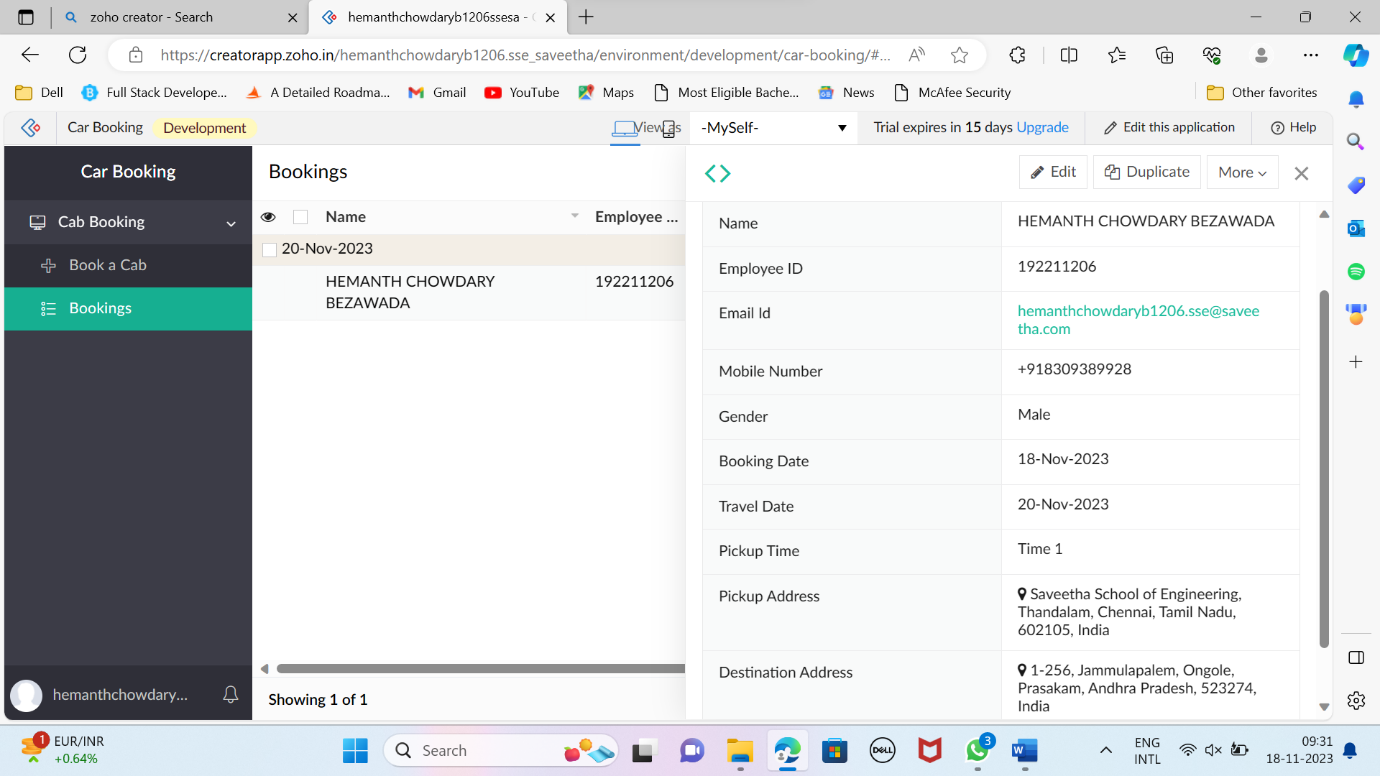 zoho creator - Search
hemanthchowdaryb1206ssesa -
https://creatorapp.zoho.in/hemanthchowdaryb1206.sse_saveetha/environment/development/car-booking/#...
Dell
Full Stack Develope...
A Detailed Roadma...
Gmail
YouTube
Maps
Most Eligible Bache...
News
McAfee Security
Other favorites
Car Booking
Development
View as
-MySelf-
Trial expires in 15 days Upgrade
Edit this application
Help
Car Booking
Cab Booking
Book a Cab
Bookings
hemanthchowdary...
Bookings
Name
Employee ...
20-Nov-2023
HEMANTH CHOWDARY
BEZAWADA
192211206
Showing 1 of 1
Edit
Duplicate
More
Name
HEMANTH CHOWDARY BEZAWADA
Employee ID
192211206
Email Id
hemanthchowdaryb1206.sse@savee
tha.com
Mobile Number
+918309389928
Gender
Male
Booking Date
18-Nov-2023
Travel Date
20-Nov-2023
Pickup Time
Time 1
Pickup Address
Saveetha School of Engineering,
Thandalam, Chennai, Tamil Nadu,
602105, India
Destination Address
1-256, Jammulapalem, Ongole,
Prasakam, Andhra Pradesh, 523274,
India
1
EUR/INR
+0.64%
Search
DELL
3
ENG
INTL
09:31
18-11-2023